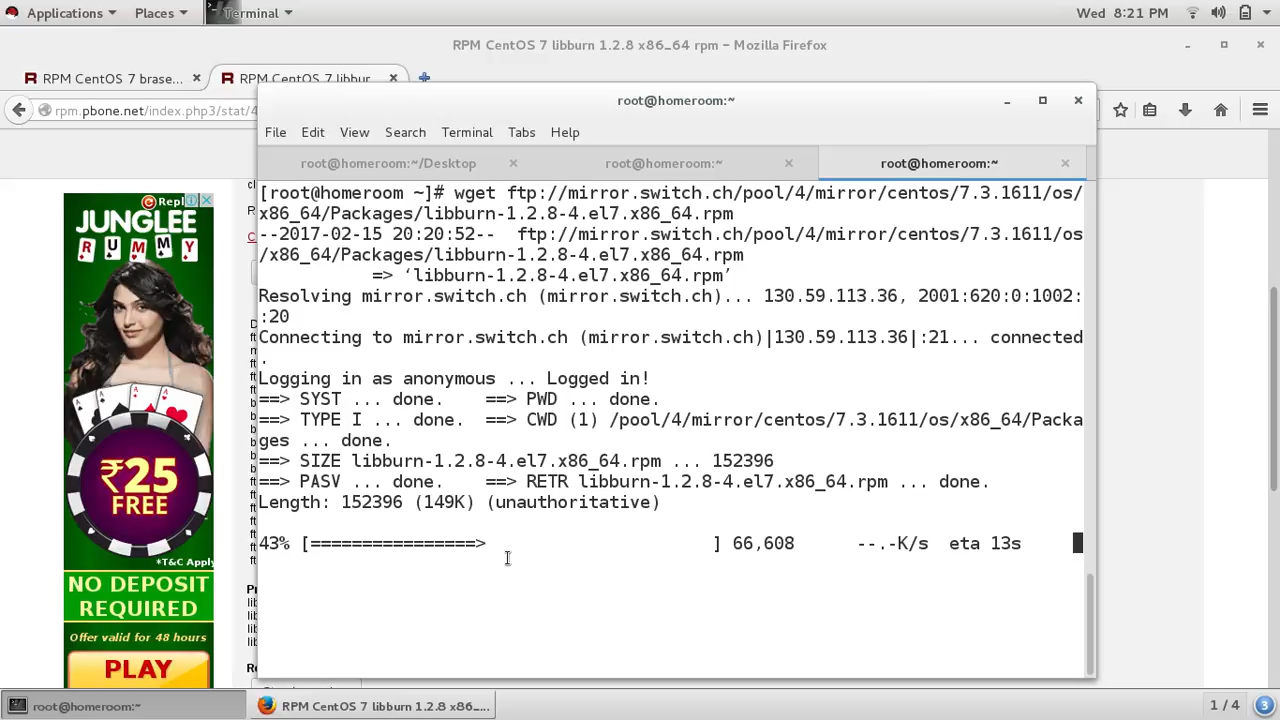 Applications Places Terminal Wed 8:21 PM
RPM CentOS 7 libburn 1.2.8 x86_64 rpm - Mozilla Firefox
RPM CentOS 7 brase... RPM CentOS 7 libbur
rpm.pbone.net/index.php3/stat/4
root@homeroom:~
File Edit View Search Terminal Tabs Help
root@homeroom:~/Desktop root@homeroom:~ root@homeroom:~
[root@homeroom ~]# wget ftp://mirror.switch.ch/pool/4/mirror/centos/7.3.1611/os/
x86_64/Packages/libburn-1.2.8-4.el7.x86_64.rpm
--2017-02-15 20:20:52--  ftp://mirror.switch.ch/pool/4/mirror/centos/7.3.1611/os
/x86_64/Packages/libburn-1.2.8-4.el7.x86_64.rpm
           => ‘libburn-1.2.8-4.el7.x86_64.rpm’
Resolving mirror.switch.ch (mirror.switch.ch)... 130.59.113.36, 2001:620:0:1002:
:20
Connecting to mirror.switch.ch (mirror.switch.ch)|130.59.113.36|:21... connected
.
Logging in as anonymous ... Logged in!
==> SYST ... done.    ==> PWD ... done.
==> TYPE I ... done.  ==> CWD (1) /pool/4/mirror/centos/7.3.1611/os/x86_64/Packa
ges ... done.
==> SIZE libburn-1.2.8-4.el7.x86_64.rpm ... 152396
==> PASV ... done.    ==> RETR libburn-1.2.8-4.el7.x86_64.rpm ... done.
Length: 152396 (149K) (unauthoritative)
43% [================>                      ] 66,608      --.-K/s  eta 13s
Repl
JUNGLEE
RUMMY
₹25
FREE
*T&C Apply
NO DEPOSIT
REQUIRED
Offer valid for 48 hours
PLAY
root@homeroom:~ RPM CentOS 7 libburn 1.2.8 x86_... 1 / 4 3